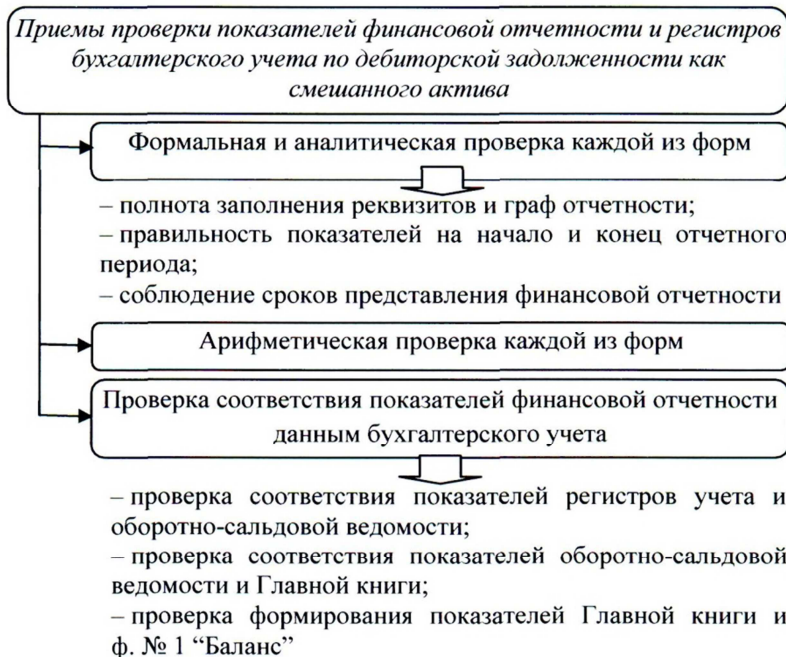 Приемы проверки показателей финансовой отчетности и регистров
бухгалтерского учета по дебиторской задолженности как
смешанного актива
Формальная и аналитическая проверка каждой из форм
– полнота заполнения реквизитов и граф отчетности;
– правильность показателей на начало и конец отчетного
периода;
– соблюдение сроков представления финансовой отчетности
Арифметическая проверка каждой из форм
Проверка соответствия показателей финансовой отчетности
данным бухгалтерского учета
– проверка соответствия показателей регистров учета и
оборотно-сальдовой ведомости;
– проверка соответствия показателей оборотно-сальдовой
ведомости и Главной книги;
– проверка формирования показателей Главной книги и
ф. № 1 “Баланс”